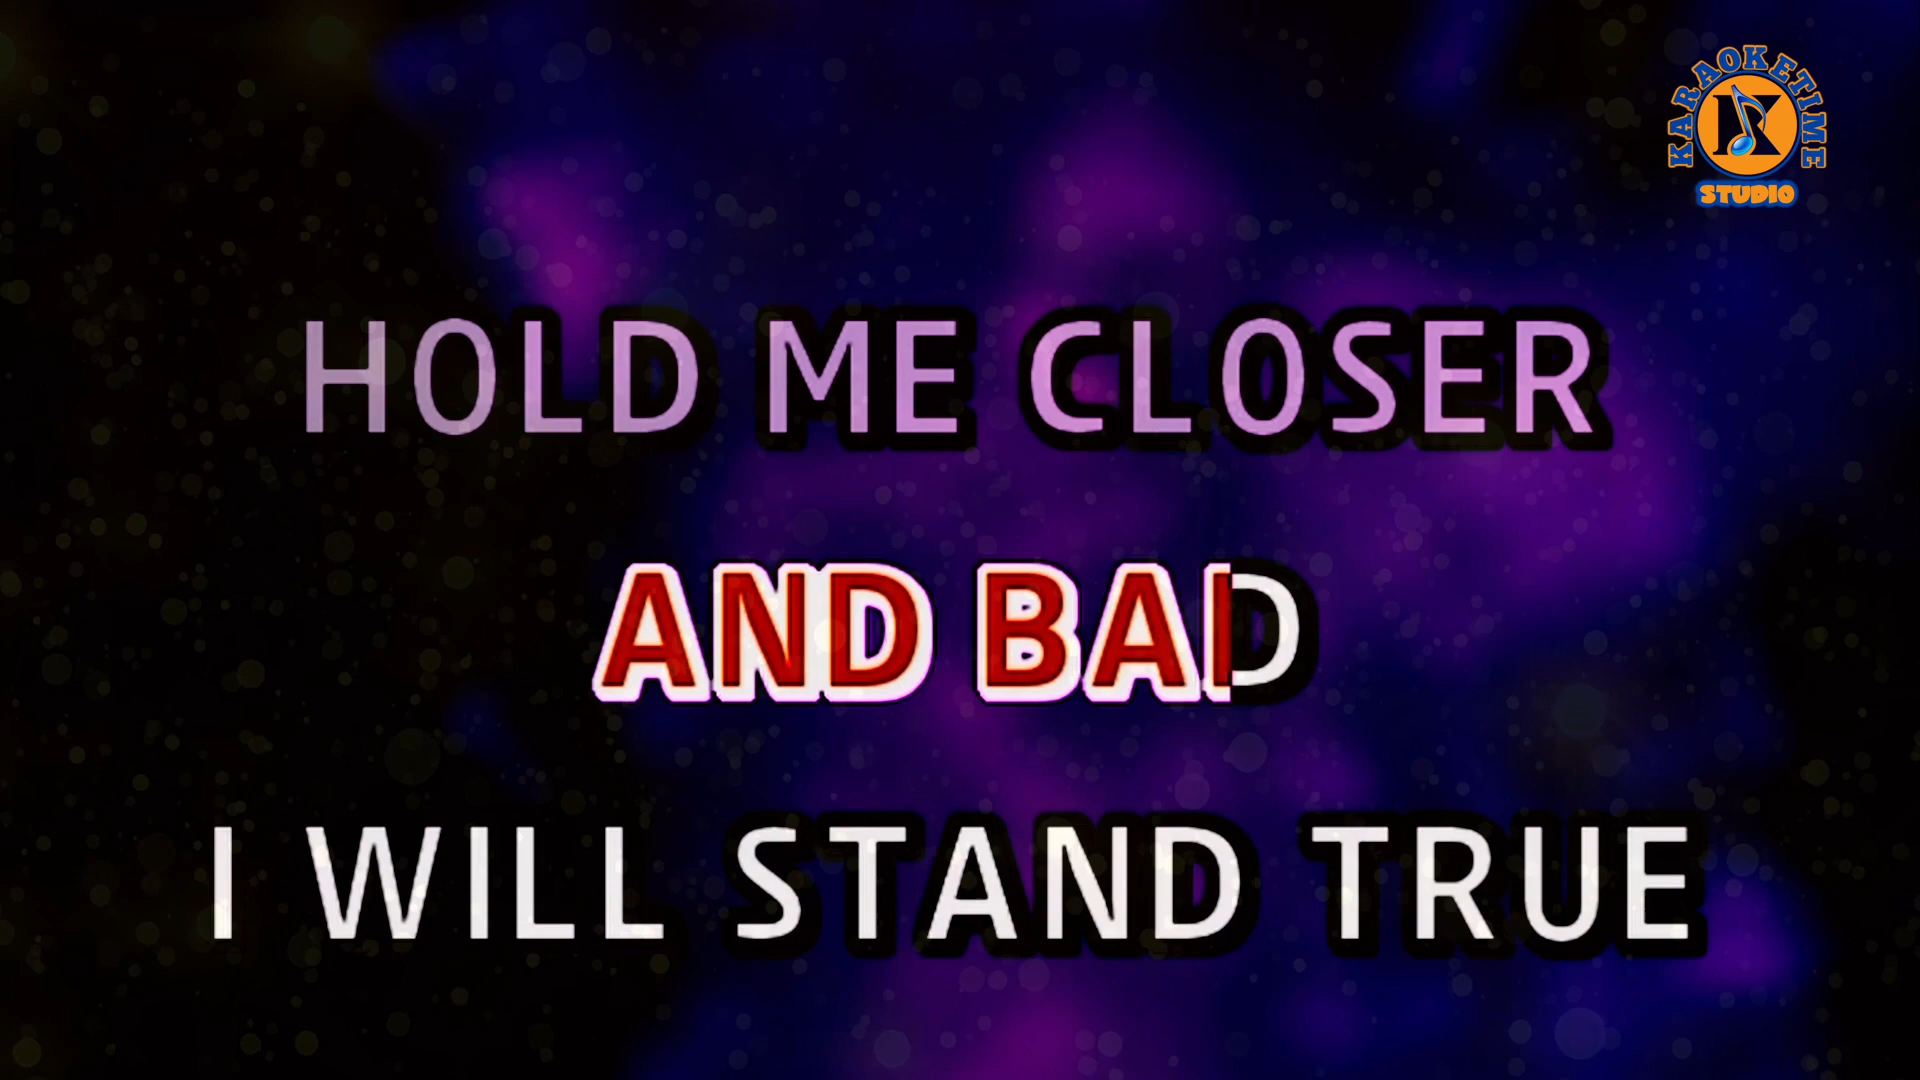 KARAOKETIME
STUDIO
HOLD ME CLOSER
AND BAD
I WILL STAND TRUE